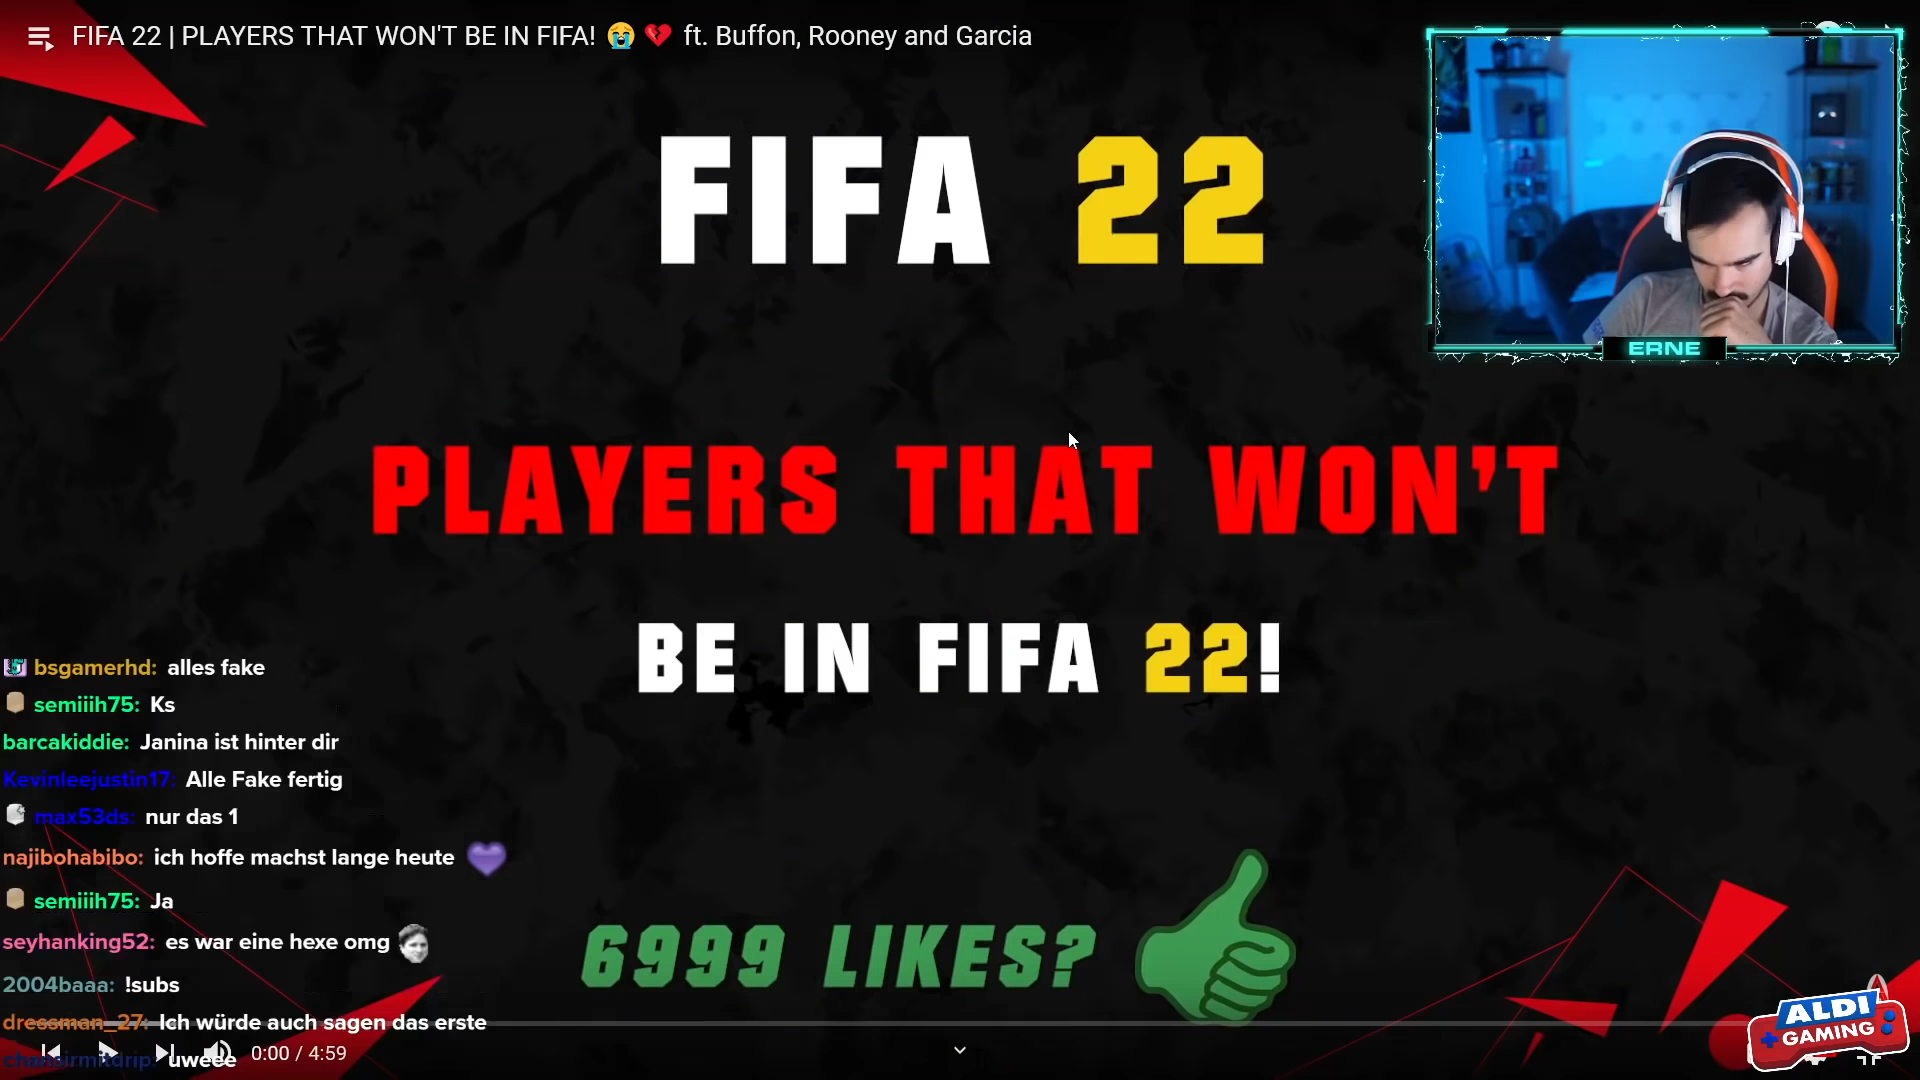 FIFA 22 | PLAYERS THAT WON'T BE IN FIFA! 😭 💔 ft. Buffon, Rooney and Garcia
FIFA 22
ERNE
PLAYERS THAT WON'T
BE IN FIFA 22!
bsgamerhd: alles fake
semiiih75: Ks
barcakiddie: Janina ist hinter dir
Kevinleejustin17: Alle Fake fertig
max53ds: nur das 1
najibohabibo: ich hoffe machst lange heute 💜
semiiih75: Ja
seyhanking52: es war eine hexe omg
2004baaa: !subs
dressman_27: Ich würde auch sagen das erste
chansirmitdrip: uweee
6999 LIKES?
0:00 / 4:59
ALDI
GAMING